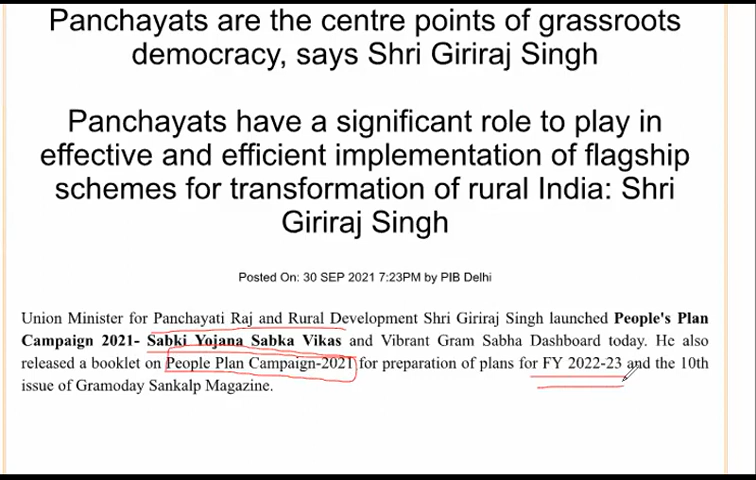 Panchayats are the centre points of grassroots
democracy, says Shri Giriraj Singh
Panchayats have a significant role to play in
effective and efficient implementation of flagship
schemes for transformation of rural India: Shri
Giriraj Singh
Posted On: 30 SEP 2021 7:23PM by PIB Delhi
Union Minister for Panchayati Raj and Rural Development Shri Giriraj Singh launched People's Plan
Campaign 2021- Sabki Yojana Sabka Vikas and Vibrant Gram Sabha Dashboard today. He also
released a booklet on People Plan Campaign-2021 for preparation of plans for FY 2022-23 and the 10th
issue of Gramoday Sankalp Magazine.